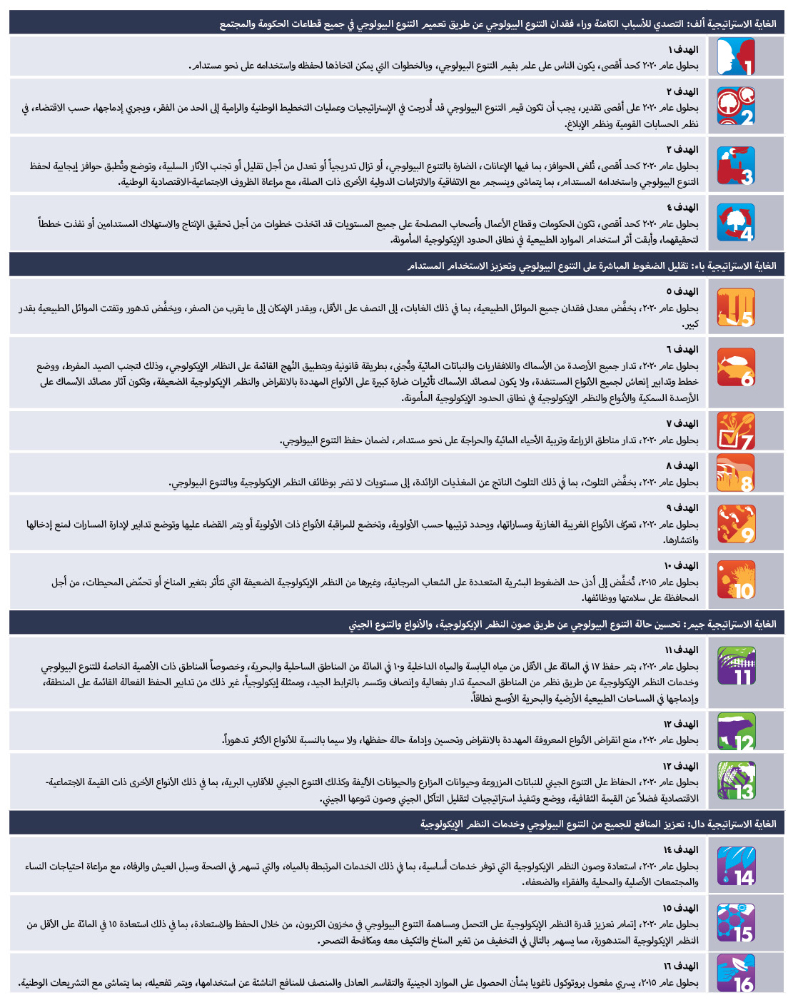 الغاية الاستراتيجية ألف: التصدي للأسباب الكامنة وراء فقدان التنوع البيولوجي عن طريق تعميم التنوع البيولوجي في جميع قطاعات الحكومة والمجتمع
1
الهدف ١
بحلول عام ٢٠٢٠ كحد أقصى، يكون الناس على علم بقيم التنوع البيولوجي، وبالخطوات التي يمكن اتخاذها لحفظه واستخدامه على نحو مستدام.
2
الهدف ٢
بحلول عام ٢٠٢٠ على أقصى تقدير، يجب أن تكون قيم التنوع البيولوجي قد أُدرجت في الإستراتيجيات وعمليات التخطيط الوطنية والرامية إلى الحد من الفقر، ويجري إدماجها، حسب الاقتضاء، في
نظم الحسابات القومية ونظم الإبلاغ.
3
الهدف ٣
بحلول عام ٢٠٢٠ كحد أقصى، تُلغى الحوافز، بما فيها الإعانات، الضارة بالتنوع البيولوجي، أو تزال تدريجياً أو تعدل من أجل تقليل أو تجنب الآثار السلبية، وتوضع وتُطبق حوافز إيجابية لحفظ
التنوع البيولوجي واستخدامه المستدام، بما يتماشى وينسجم مع الاتفاقية والالتزامات الدولية الأخرى ذات الصلة، مع مراعاة الظروف الاجتماعية-الاقتصادية الوطنية.
4
الهدف ٤
بحلول عام ٢٠٢٠ كحد أقصى، تكون الحكومات وقطاع الأعمال وأصحاب المصلحة على جميع المستويات قد اتخذت خطوات من أجل تحقيق الإنتاج والاستهلاك المستدامين أو نفذت خططاً
لتحقيقهما، وأبقت أثر استخدام الموارد الطبيعية في نطاق الحدود الإيكولوجية المأمونة.
الغاية الاستراتيجية باء: تقليل الضغوط المباشرة على التنوع البيولوجي وتعزيز الاستخدام المستدام
5
الهدف ٥
بحلول عام ٢٠٢٠، يخفَّض معدل فقدان جميع الموائل الطبيعية، بما في ذلك الغابات، إلى النصف على الأقل، وبقدر الإمكان إلى ما يقرب من الصفر، ويخفَّض تدهور وتفتت الموائل الطبيعية بقدر
كبير.
6
الهدف ٦
بحلول عام ٢٠٢٠، تدار جميع الأرصدة من الأسماك واللافقاريات والنباتات المائية وتُجنى، بطريقة قانونية وبتطبيق النُهج القائمة على النظام الإيكولوجي، وذلك لتجنب الصيد المفرط، ووضع
خطط وتدابير إنعاش لجميع الأنواع المستنفدة، ولا يكون لمصائد الأسماك تأثيرات ضارة كبيرة على الأنواع المهددة بالانقراض والنظم الإيكولوجية الضعيفة، وتكون آثار مصائد الأسماك على
الأرصدة السمكية والأنواع والنظم الإيكولوجية في نطاق الحدود الإيكولوجية المأمونة.
7
الهدف ٧
بحلول عام ٢٠٢٠، تدار مناطق الزراعة وتربية الأحياء المائية والحراجة على نحو مستدام، لضمان حفظ التنوع البيولوجي.
8
الهدف ٨
بحلول عام ٢٠٢٠، يخفَّض التلوث، بما في ذلك التلوث الناتج عن المغذيات الزائدة، إلى مستويات لا تضر بوظائف النظم الإيكولوجية وبالتنوع البيولوجي.
9
الهدف ٩
بحلول عام ٢٠٢٠، تعرّف الأنواع الغريبة الغازية ومساراتها، ويحدد ترتيبها حسب الأولوية، وتخضع للمراقبة الأنواع ذات الأولوية أو يتم القضاء عليها وتوضع تدابير لإدارة المسارات لمنع إدخالها
وانتشارها.
10
الهدف ١٠
بحلول عام ٢٠١٥، تُخفَّض إلى أدنى حد الضغوط البشرية المتعددة على الشعاب المرجانية، وغيرها من النظم الإيكولوجية الضعيفة التي تتأثر بتغير المناخ أو تحمّض المحيطات، من أجل
المحافظة على سلامتها ووظائفها.
الغاية الاستراتيجية جيم: تحسين حالة التنوع البيولوجي عن طريق صون النظم الإيكولوجية، والأنواع والتنوع الجيني
11
الهدف ١١
بحلول عام ٢٠٢٠، يتم حفظ ١٧ في المائة على الأقل من مياه اليابسة والمياه الداخلية و١٠ في المائة من المناطق الساحلية والبحرية، وخصوصاً المناطق ذات الأهمية الخاصة للتنوع البيولوجي
وخدمات النظم الإيكولوجية عن طريق نظم من المناطق المحمية تدار بفعالية وإنصاف وتتسم بالترابط الجيد، وممثلة إيكولوجياً، غير ذلك من تدابير الحفظ الفعالة القائمة على المنطقة،
وإدماجها في المساحات الطبيعية الأرضية والبحرية الأوسع نطاقاً.
12
الهدف ١٢
بحلول عام ٢٠٢٠، منع انقراض الأنواع المعروفة المهددة بالانقراض وتحسين وإدامة حالة حفظها، ولا سيما بالنسبة للأنواع الأكثر تدهوراً.
13
الهدف ١٣
بحلول عام ٢٠٢٠، الحفاظ على التنوع الجيني للنباتات المزروعة وحيوانات المزارع والحيوانات الأليفة وكذلك التنوع الجيني للأقارب البرية، بما في ذلك الأنواع الأخرى ذات القيمة الاجتماعية-
الاقتصادية فضلاً عن القيمة الثقافية، ووضع وتنفيذ استراتيجيات لتقليل التآكل الجيني وصون تنوعها الجيني.
الغاية الاستراتيجية دال: تعزيز المنافع للجميع من التنوع البيولوجي وخدمات النظم الإيكولوجية
14
الهدف ١٤
بحلول عام ٢٠٢٠، استعادة وصون النظم الإيكولوجية التي توفر خدمات أساسية، بما في ذلك الخدمات المرتبطة بالمياه، والتي تسهم في الصحة وسبل العيش والرفاه، مع مراعاة احتياجات النساء
والمجتمعات الأصلية والمحلية والفقراء والضعفاء.
15
الهدف ١٥
بحلول عام ٢٠٢٠، إتمام تعزيز قدرة النظم الإيكولوجية على التحمل ومساهمة التنوع البيولوجي في مخزون الكربون، من خلال الحفظ والاستعادة، بما في ذلك استعادة ١٥ في المائة على الأقل من
النظم الإيكولوجية المتدهورة، مما يسهم بالتالي في التخفيف من تغير المناخ والتكيف معه ومكافحة التصحر.
16
الهدف ١٦
بحلول عام ٢٠١٥، يسري مفعول بروتوكول ناغويا بشأن الحصول على الموارد الجينية والتقاسم العادل والمنصف للمنافع الناشئة عن استخدامها، ويتم تفعيله، بما يتماشى مع التشريعات الوطنية.